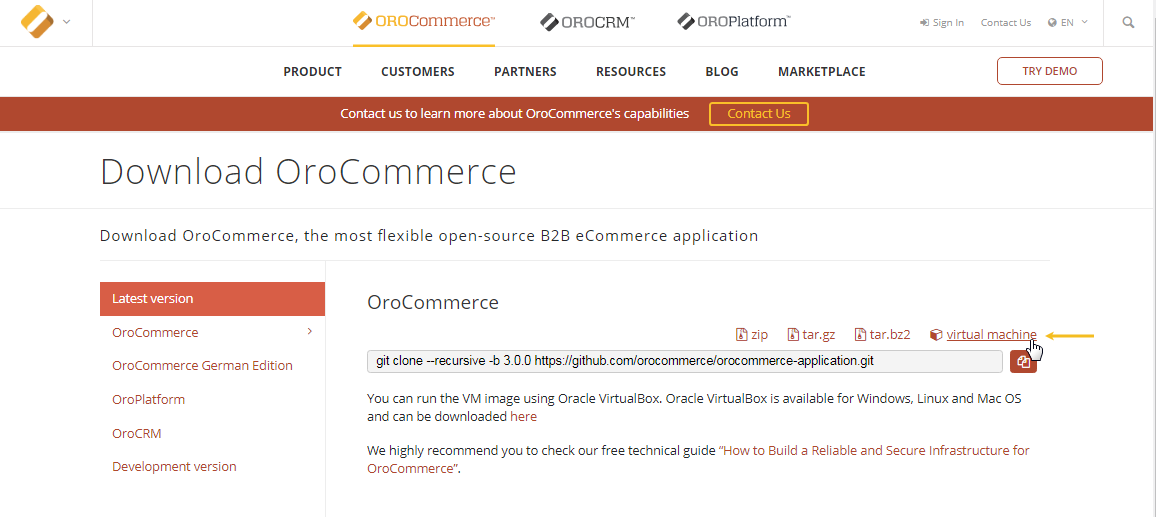 OROCommerce™ OROCRM™ OROPlatform™ Sign In Contact Us EN
PRODUCT CUSTOMERS PARTNERS RESOURCES BLOG MARKETPLACE TRY DEMO
Contact us to learn more about OroCommerce's capabilities Contact Us
Download OroCommerce
Download OroCommerce, the most flexible open-source B2B eCommerce application
Latest version
OroCommerce
OroCommerce German Edition
OroPlatform
OroCRM
Development version
OroCommerce
zip tar.gz tar.bz2 virtual machine
git clone --recursive -b 3.0.0 https://github.com/orocommerce/orocommerce-application.git
You can run the VM image using Oracle VirtualBox. Oracle VirtualBox is available for Windows, Linux and Mac OS
and can be downloaded here
We highly recommend you to check our free technical guide “How to Build a Reliable and Secure Infrastructure for
OroCommerce”.